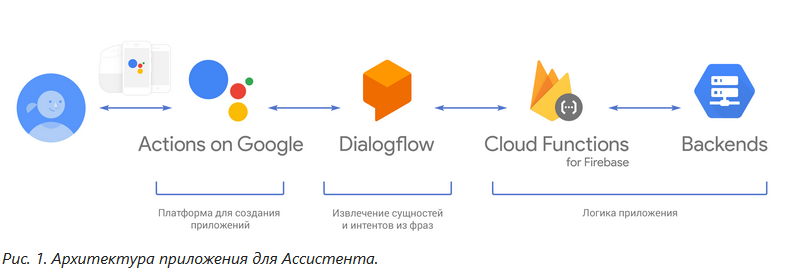 Actions on Google
Dialogflow
Cloud Functions
for Firebase
Backends
Платформа для создания
приложений
Извлечение сущностей
и интентов из фраз
Логика приложения
Рис. 1. Архитектура приложения для Ассистента.